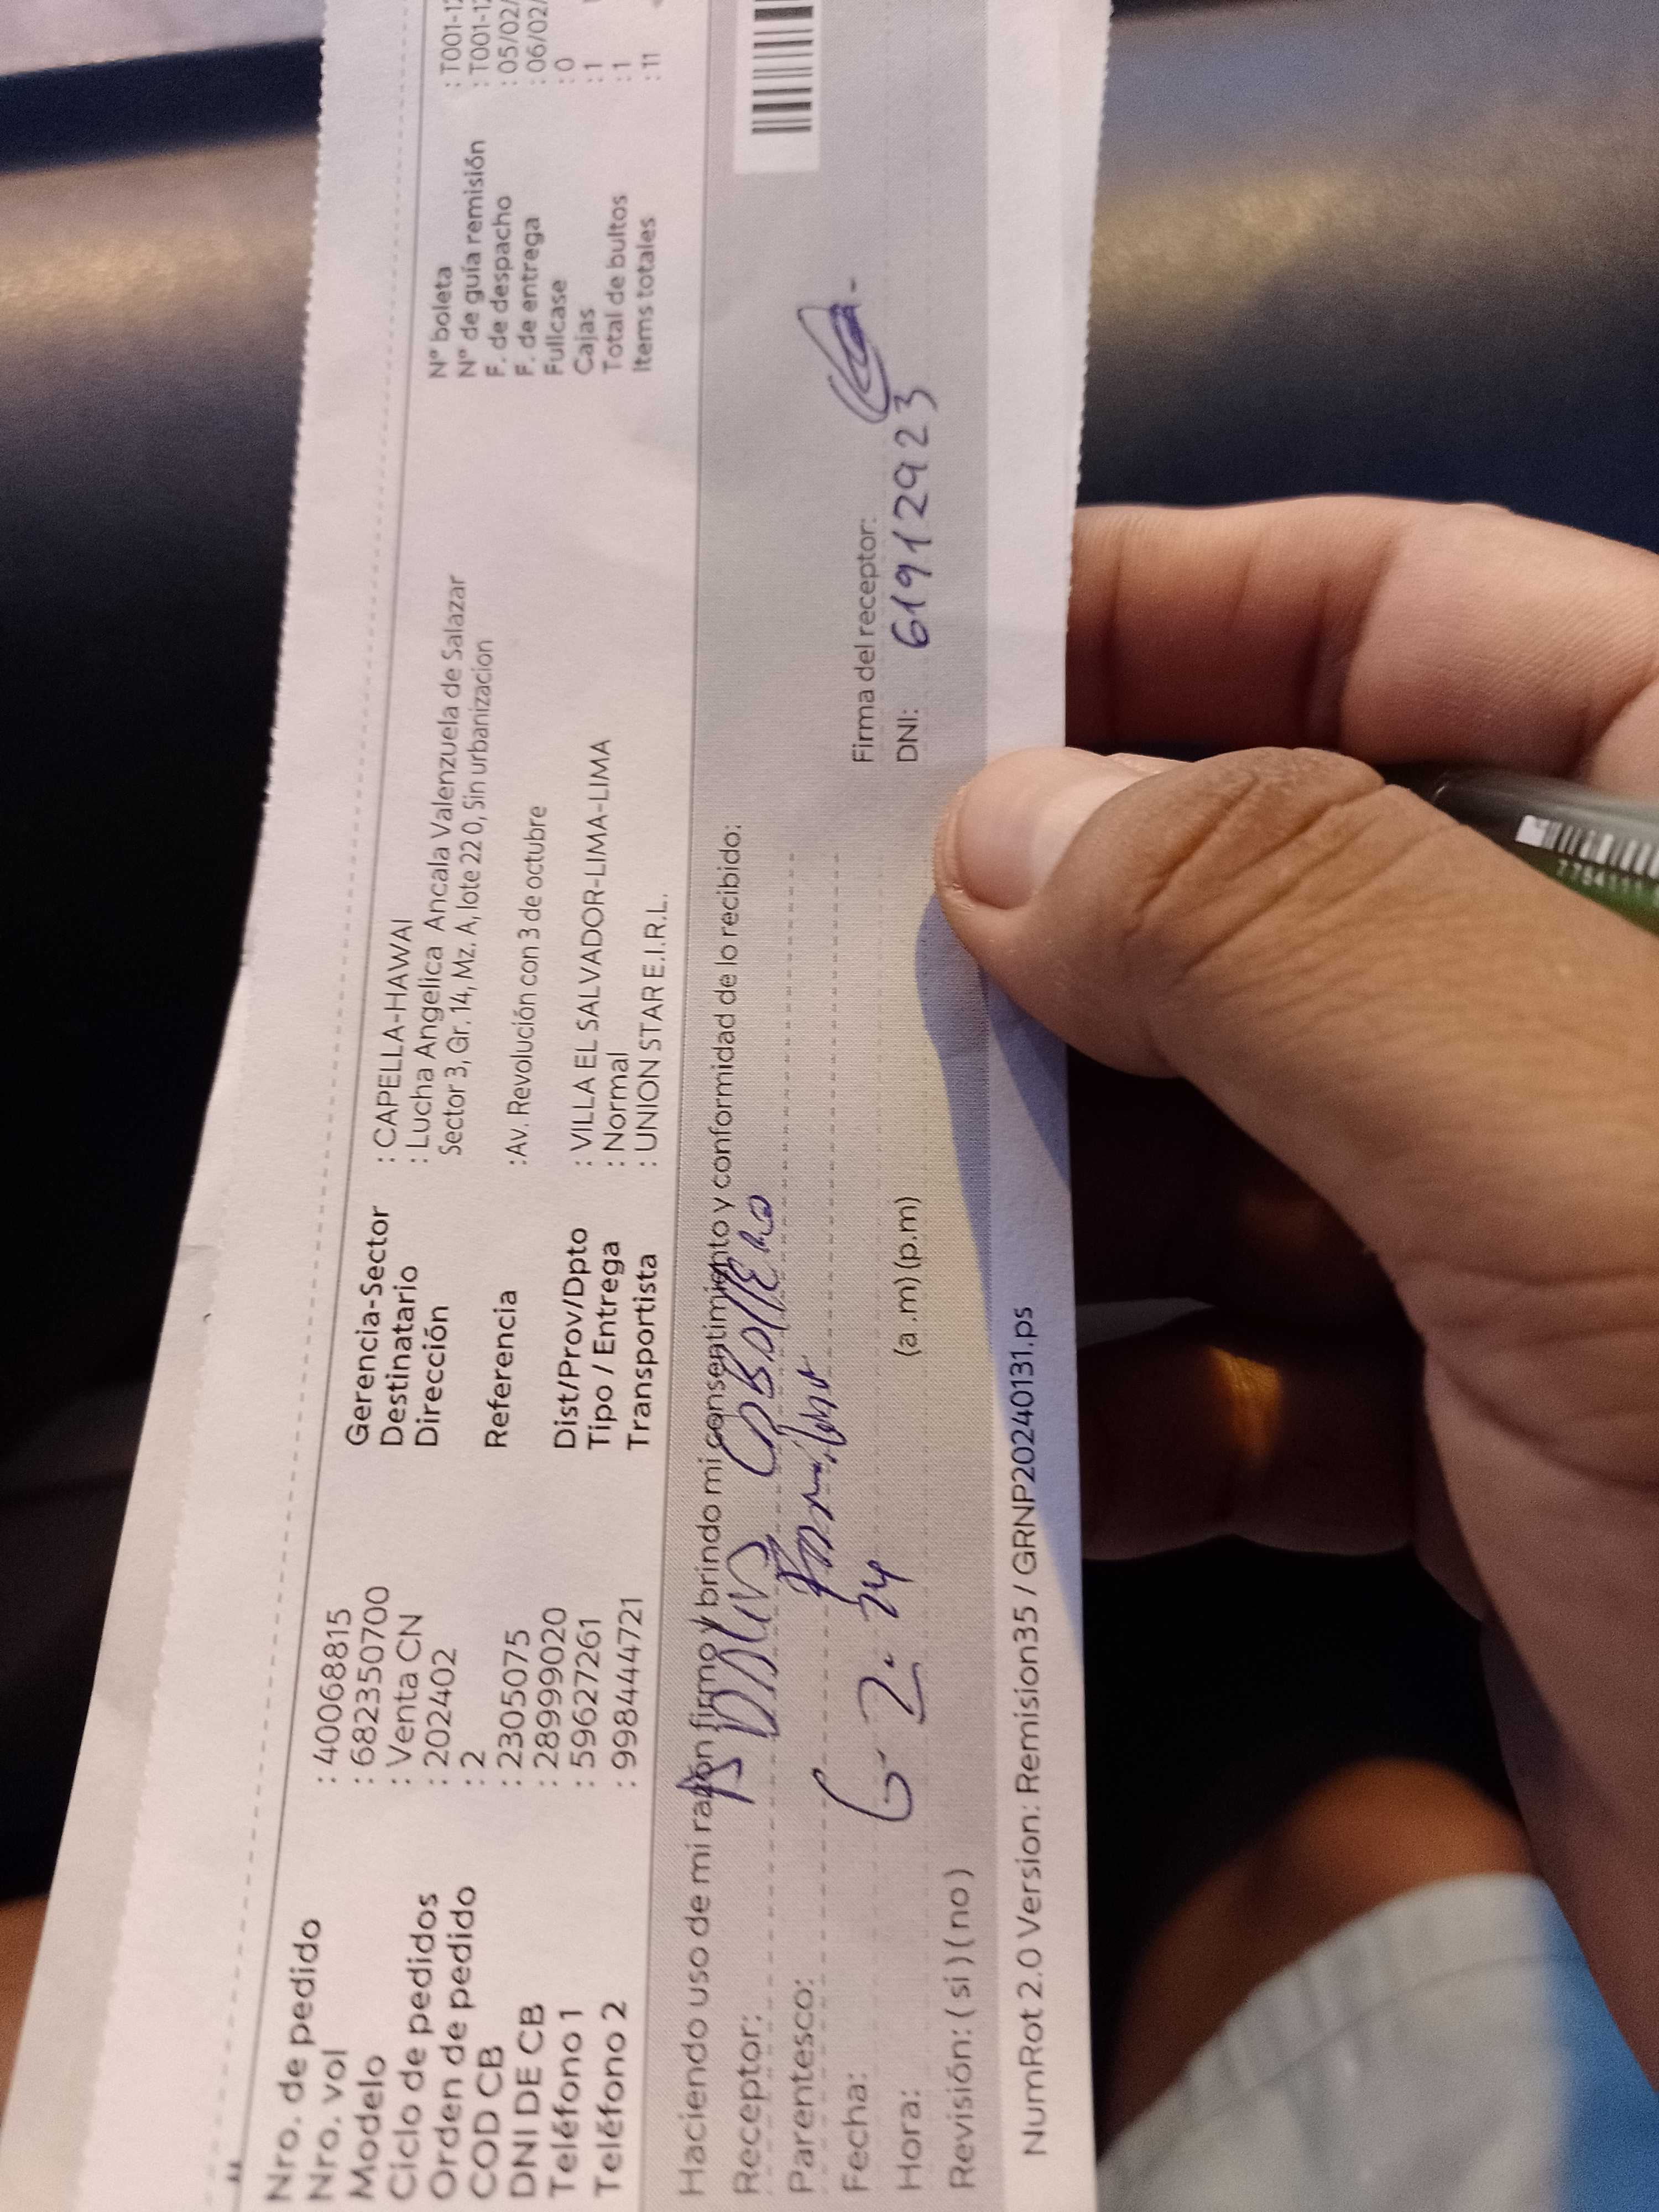 Nro. de pedido : 40068815
Nro. vol : 682350700
Modelo : Venta CN
Ciclo de pedidos : 202402
Orden de pedido : 2
COD CB : 2305075
DNI DE CB : 28999020
Teléfono 1 : 59627261
Teléfono 2 : 998444721
Gerencia-Sector : CAPELLA-HAWAI
Destinatario : Lucha Angelica Ancala Valenzuela de Salazar
Dirección Sector 3, Gr. 14, Mz. A, lote 22 0, Sin urbanizacion
Referencia : Av. Revolución con 3 de octubre
Dist/Prov/Dpto : VILLA EL SALVADOR-LIMA-LIMA
Tipo / Entrega : Normal
Transportista : UNION STAR E.I.R.L.
N° boleta : T001-1
N° de guía remisión : T001-1
F. de despacho : 05/02/
F. de entrega : 06/02/
Fullcase : 0
Cajas : 1
Total de bultos : 1
Items totales : 11
Haciendo uso de mi razón firmo y brindo mi consentimiento y conformidad de lo recibido:
Receptor:
Parentesco:
Fecha: 6-2-24
Hora: (a.m) (p.m)
Revisión: ( si ) ( no )
Firma del receptor:
DNI: 61912923
NumRot 2.0 Version: Remision35 / GRNP20240131.ps